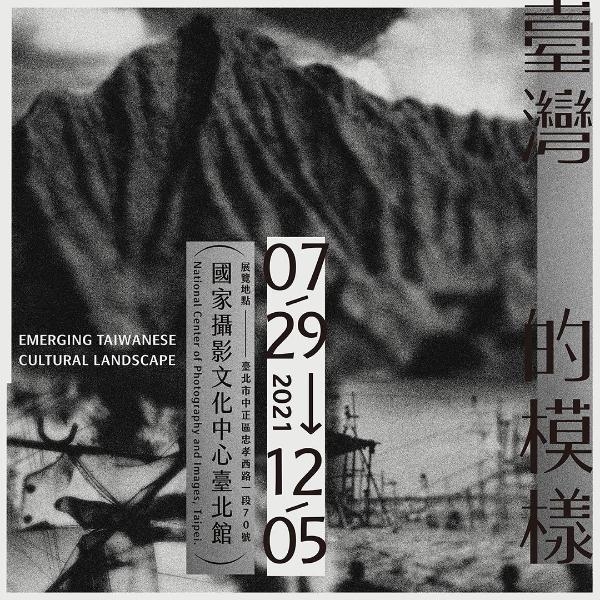 臺灣的模樣
07/29
2021
↓
12/05
展覽地點——臺北市中正區忠孝西路一段70號
(國家攝影文化中心臺北館)
National Center of Photography and Images, Taipei.
EMERGING TAIWANESE
CULTURAL LANDSCAPE